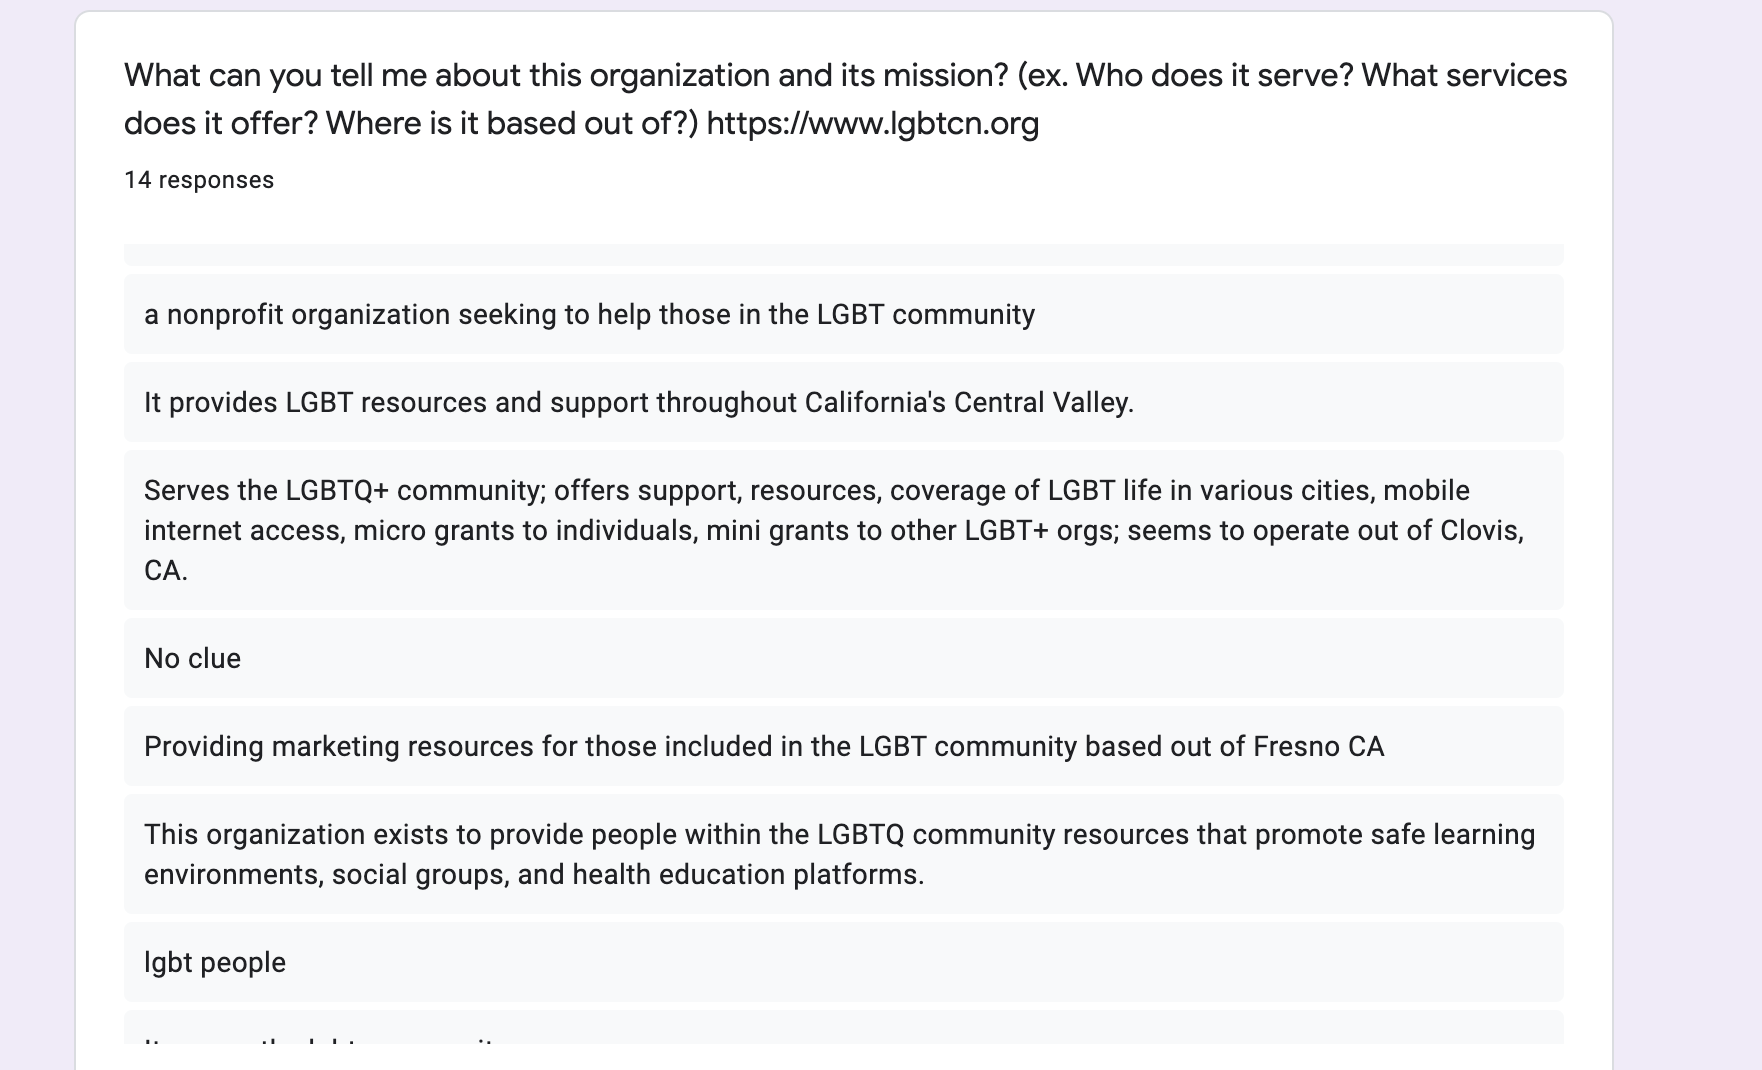 What can you tell me about this organization and its mission? (ex. Who does it serve? What services
does it offer? Where is it based out of?) https://www.lgbtcn.org
14 responses
a nonprofit organization seeking to help those in the LGBT community
It provides LGBT resources and support throughout California's Central Valley.
Serves the LGBTQ+ community; offers support, resources, coverage of LGBT life in various cities, mobile
internet access, micro grants to individuals, mini grants to other LGBT+ orgs; seems to operate out of Clovis,
CA.
No clue
Providing marketing resources for those included in the LGBT community based out of Fresno CA
This organization exists to provide people within the LGBTQ community resources that promote safe learning
environments, social groups, and health education platforms.
lgbt people